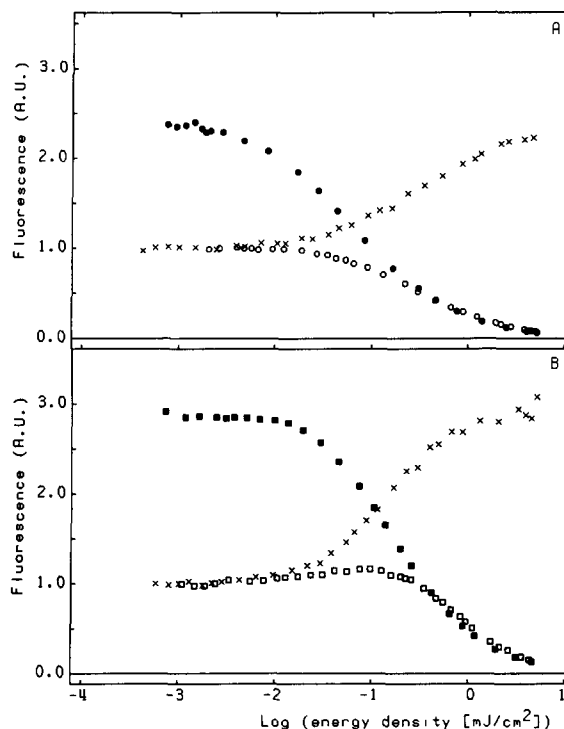 A
3.0
2.0
1.0
0.0
Fluorescence (A.U.)
B
3.0
2.0
1.0
0.0
Fluorescence (A.U.)
-4 -3 -2 -1 0 1
Log (energy density [mJ/cm²])